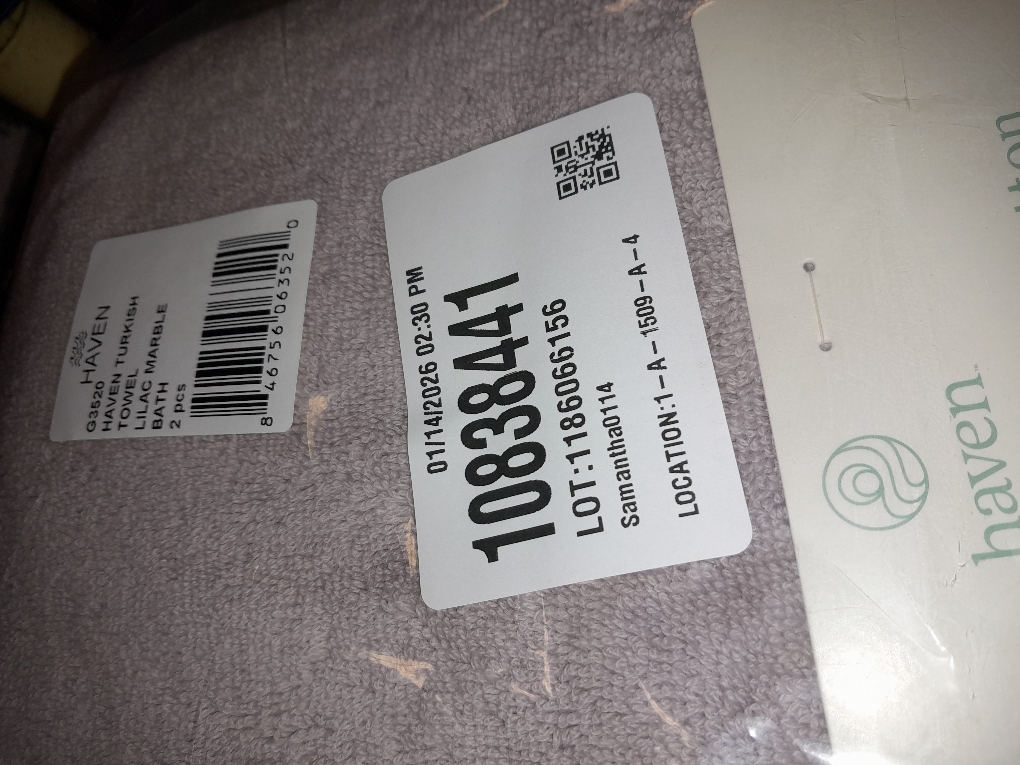 HAVEN
G3520
HAVEN TURKISH
TOWEL
LILAC MARBLE
BATH
2 pcs
8 46756 06352 0
01/14/2026 02:30 PM
10838441
LOT:1186066156
Samantha0114
LOCATION:1-A-1509-A-4
haven™